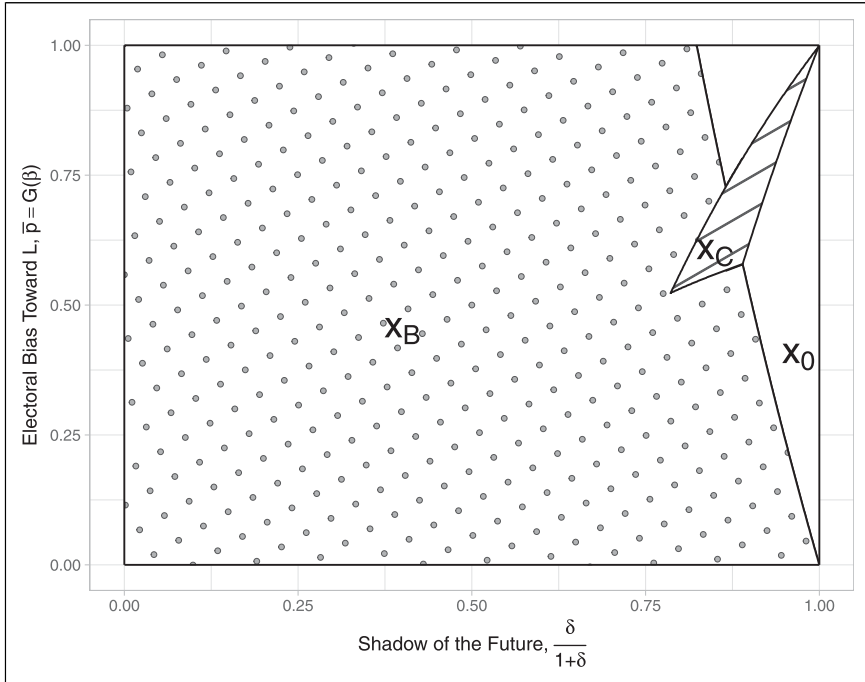 1.00
0.75
0.50
0.25
0.00
Electoral Bias Toward L, p̅ = G(β)
x_C
x_B
x_0
0.00 0.25 0.50 0.75 1.00
Shadow of the Future, δ/(1+δ)